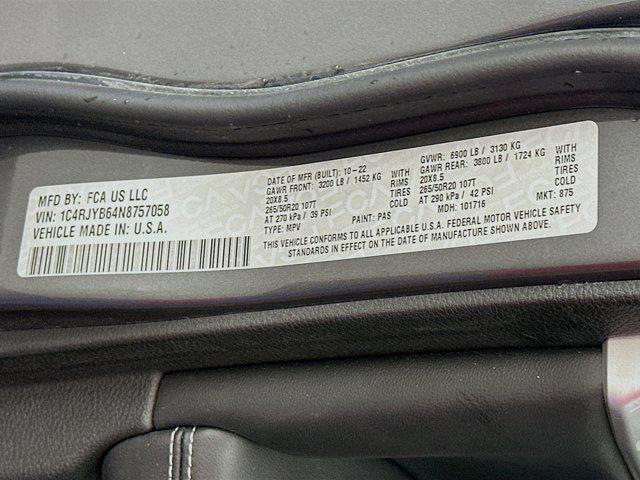 MFD BY: FCA US LLC
VIN: 1C4RJYB64N8757058
VEHICLE MADE IN: U.S.A.
DATE OF MFR (BUILT): 10-22
GAWR FRONT: 3200 LB / 1452 KG WITH
20X8.5 RIMS
265/50R20 107T TIRES
AT 270 kPa / 39 PSI COLD
TYPE: MPV PAINT: PAS
GVWR: 6900 LB / 3130 KG
GAWR REAR: 3800 LB / 1724 KG WITH
20X8.5 RIMS
265/50R20 107T TIRES
AT 290 kPa / 42 PSI COLD
MDH: 101716 MKT: 875
THIS VEHICLE CONFORMS TO ALL APPLICABLE U.S.A. FEDERAL MOTOR VEHICLE SAFETY
STANDARDS IN EFFECT ON THE DATE OF MANUFACTURE SHOWN ABOVE.